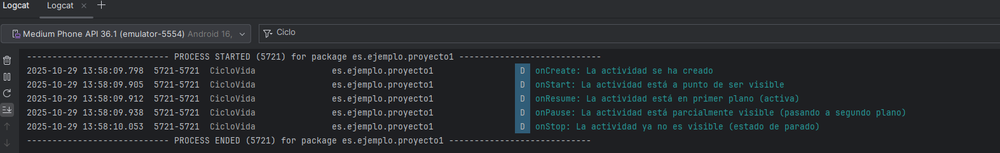 Logcat Logcat × +
Medium Phone API 36.1 (emulator-5554) Android 16, Ciclo
---------------------------- PROCESS STARTED (5721) for package es.ejemplo.proyecto1 ----------------------------
2025-10-29 13:58:09.798 5721-5721 CicloVida es.ejemplo.proyecto1 D onCreate: La actividad se ha creado
2025-10-29 13:58:09.905 5721-5721 CicloVida es.ejemplo.proyecto1 D onStart: La actividad está a punto de ser visible
2025-10-29 13:58:09.912 5721-5721 CicloVida es.ejemplo.proyecto1 D onResume: La actividad está en primer plano (activa)
2025-10-29 13:58:09.938 5721-5721 CicloVida es.ejemplo.proyecto1 D onPause: La actividad está parcialmente visible (pasando a segundo plano)
2025-10-29 13:58:10.053 5721-5721 CicloVida es.ejemplo.proyecto1 D onStop: La actividad ya no es visible (estado de parado)
---------------------------- PROCESS ENDED (5721) for package es.ejemplo.proyecto1 ----------------------------